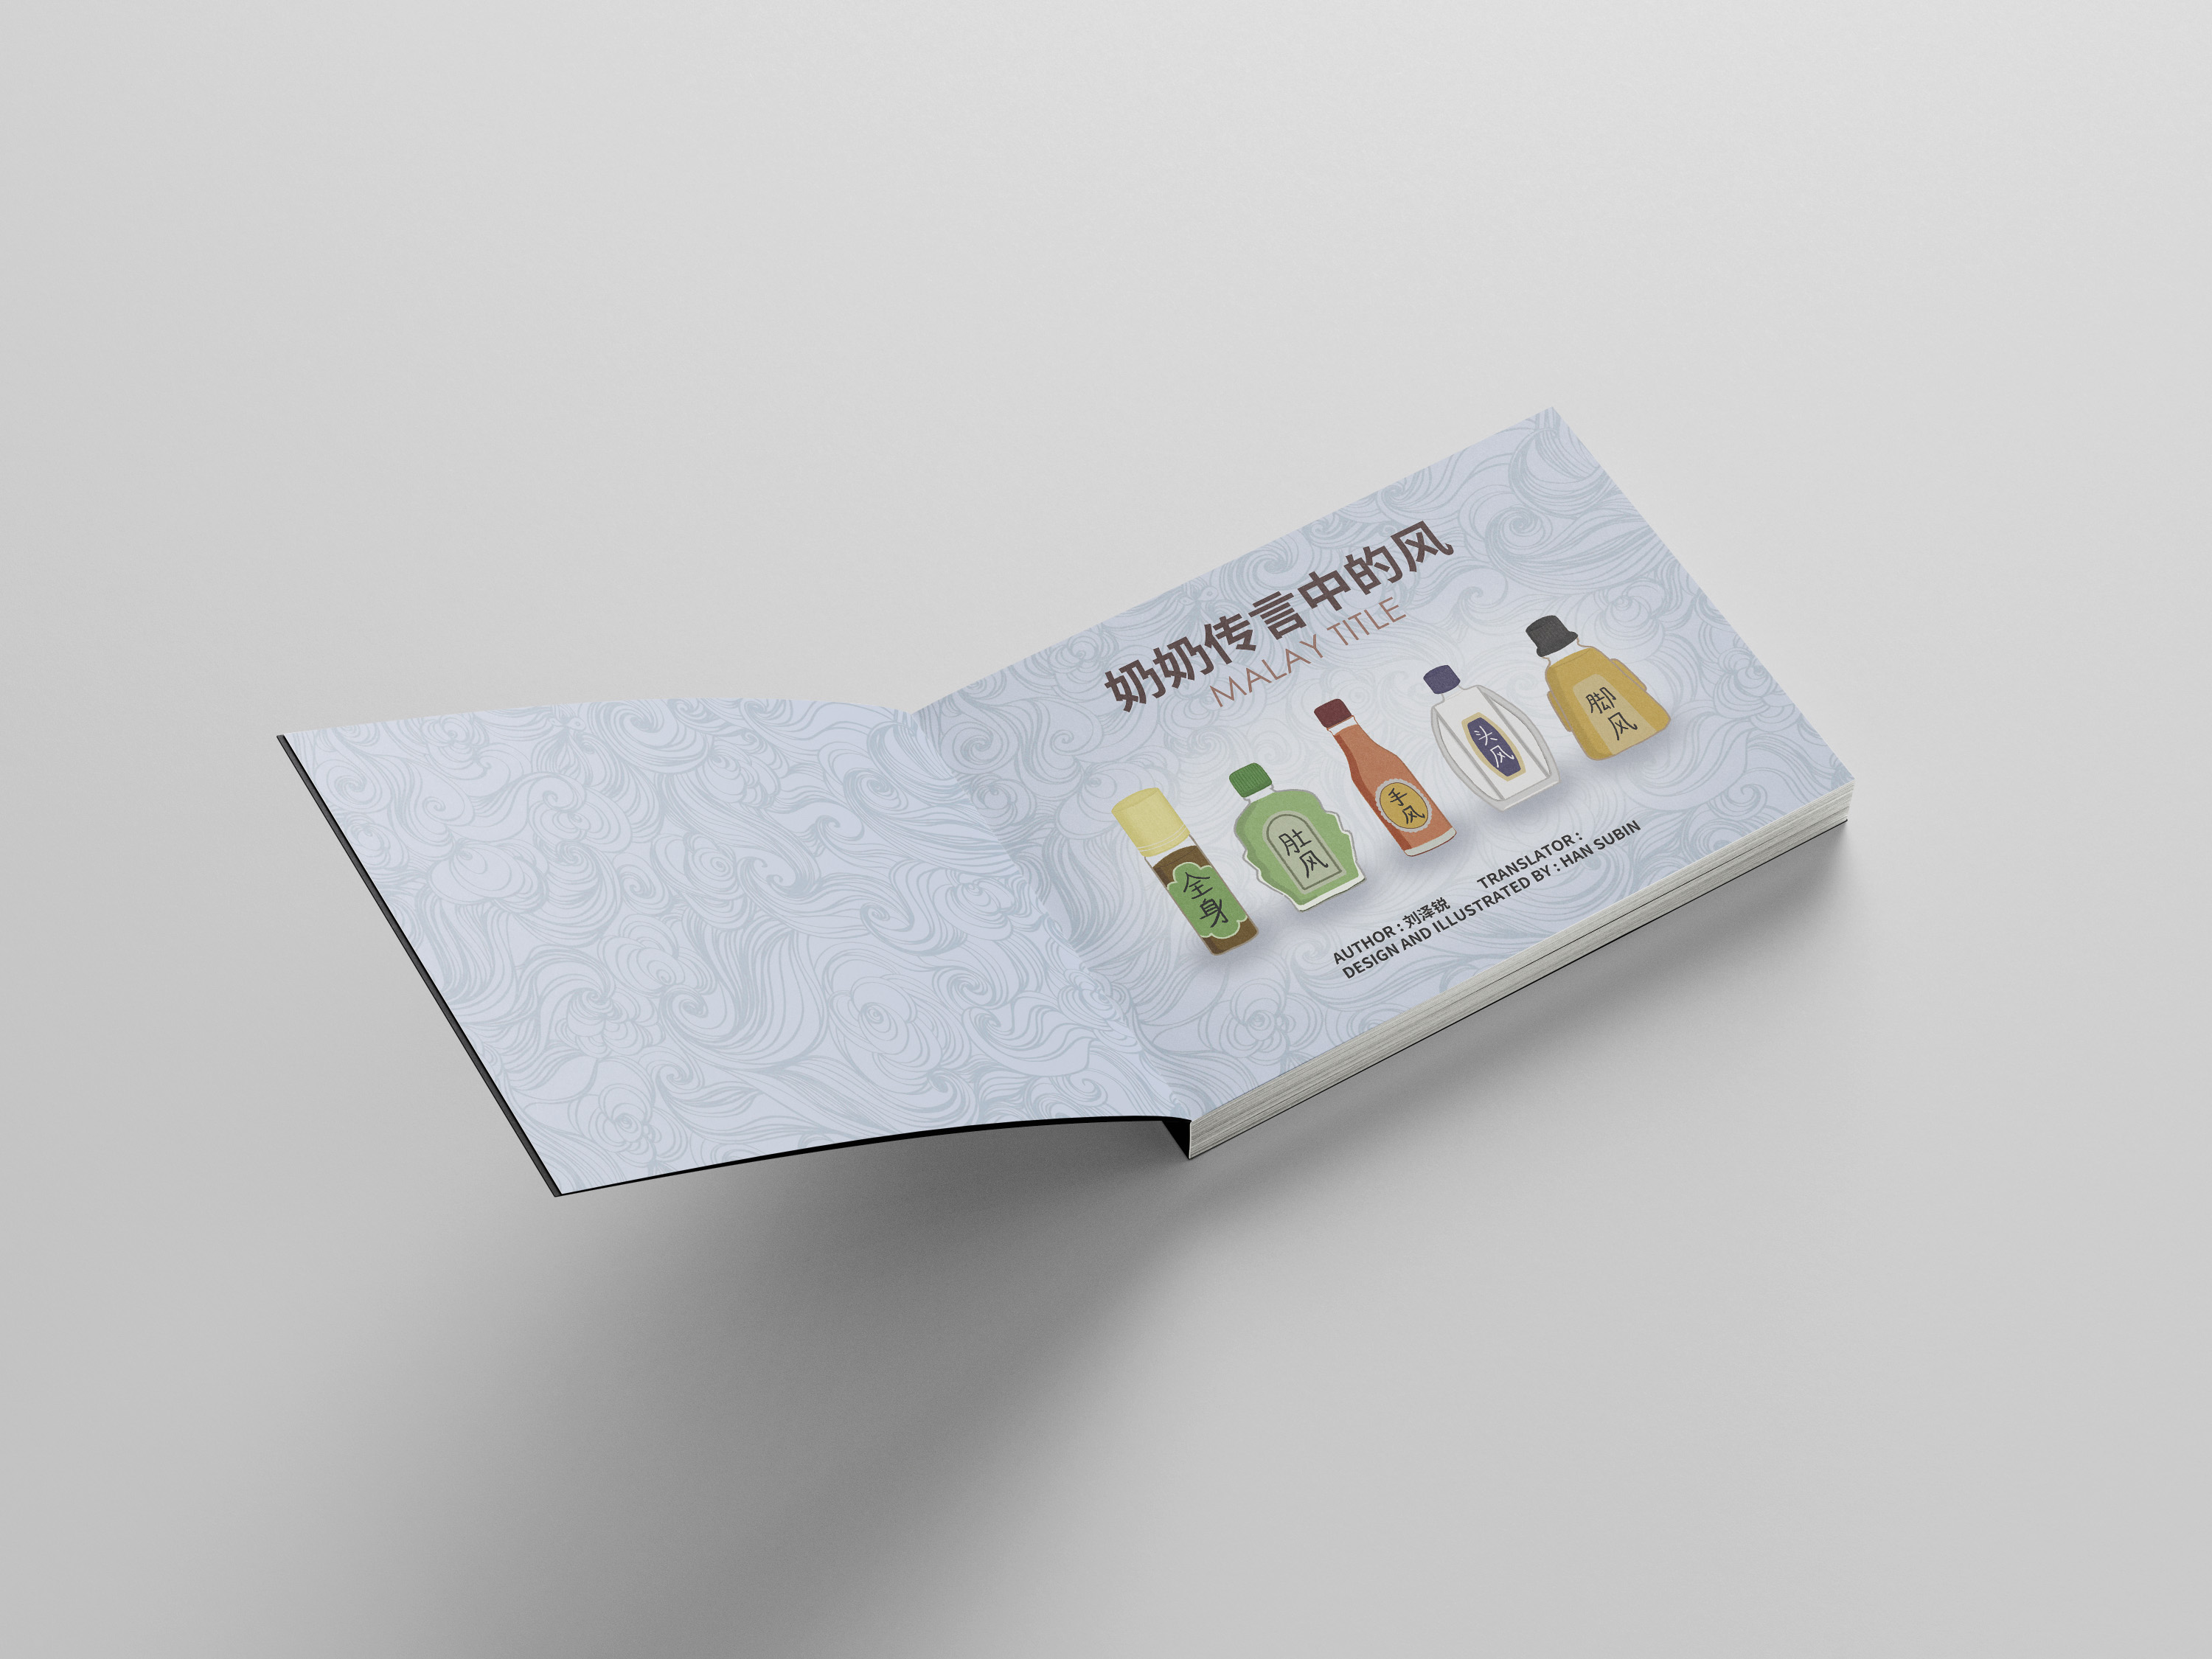 奶奶传言中的风
MALAY TITLE
全身
肚风
手风
头风
脚风
AUTHOR : 刘泽锐 TRANSLATOR :
DESIGN AND ILLUSTRATED BY : HAN SUBIN